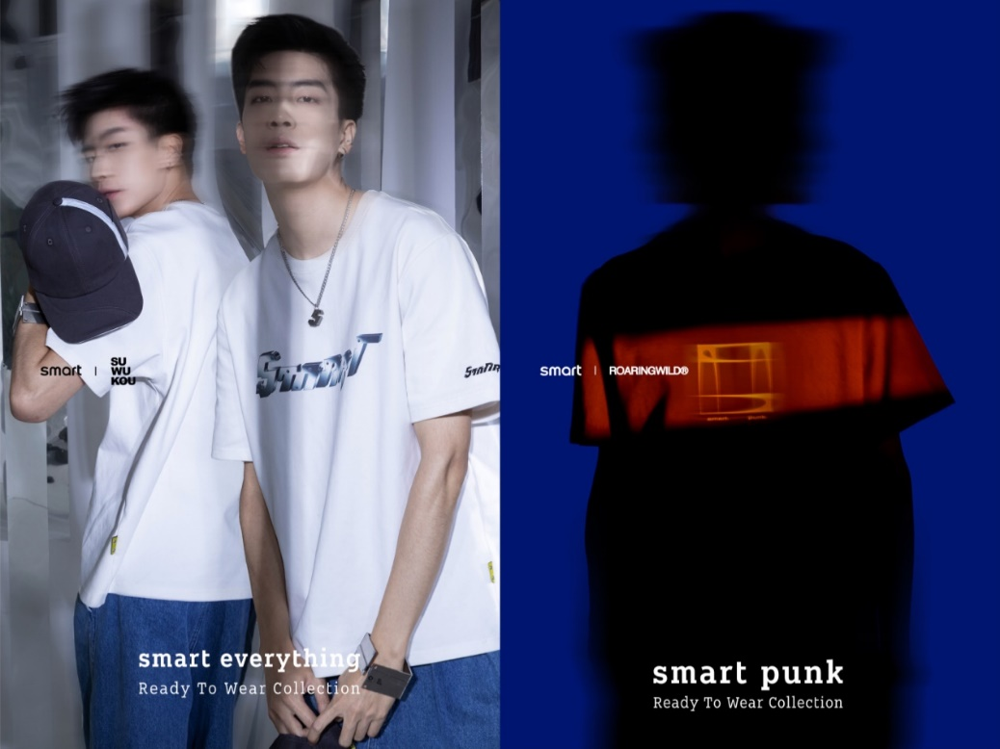 smart | SU
WU
KOU
SmarT
smart everything
Ready To Wear Collection
smart | ROARINGWILD®
smart punk
Ready To Wear Collection